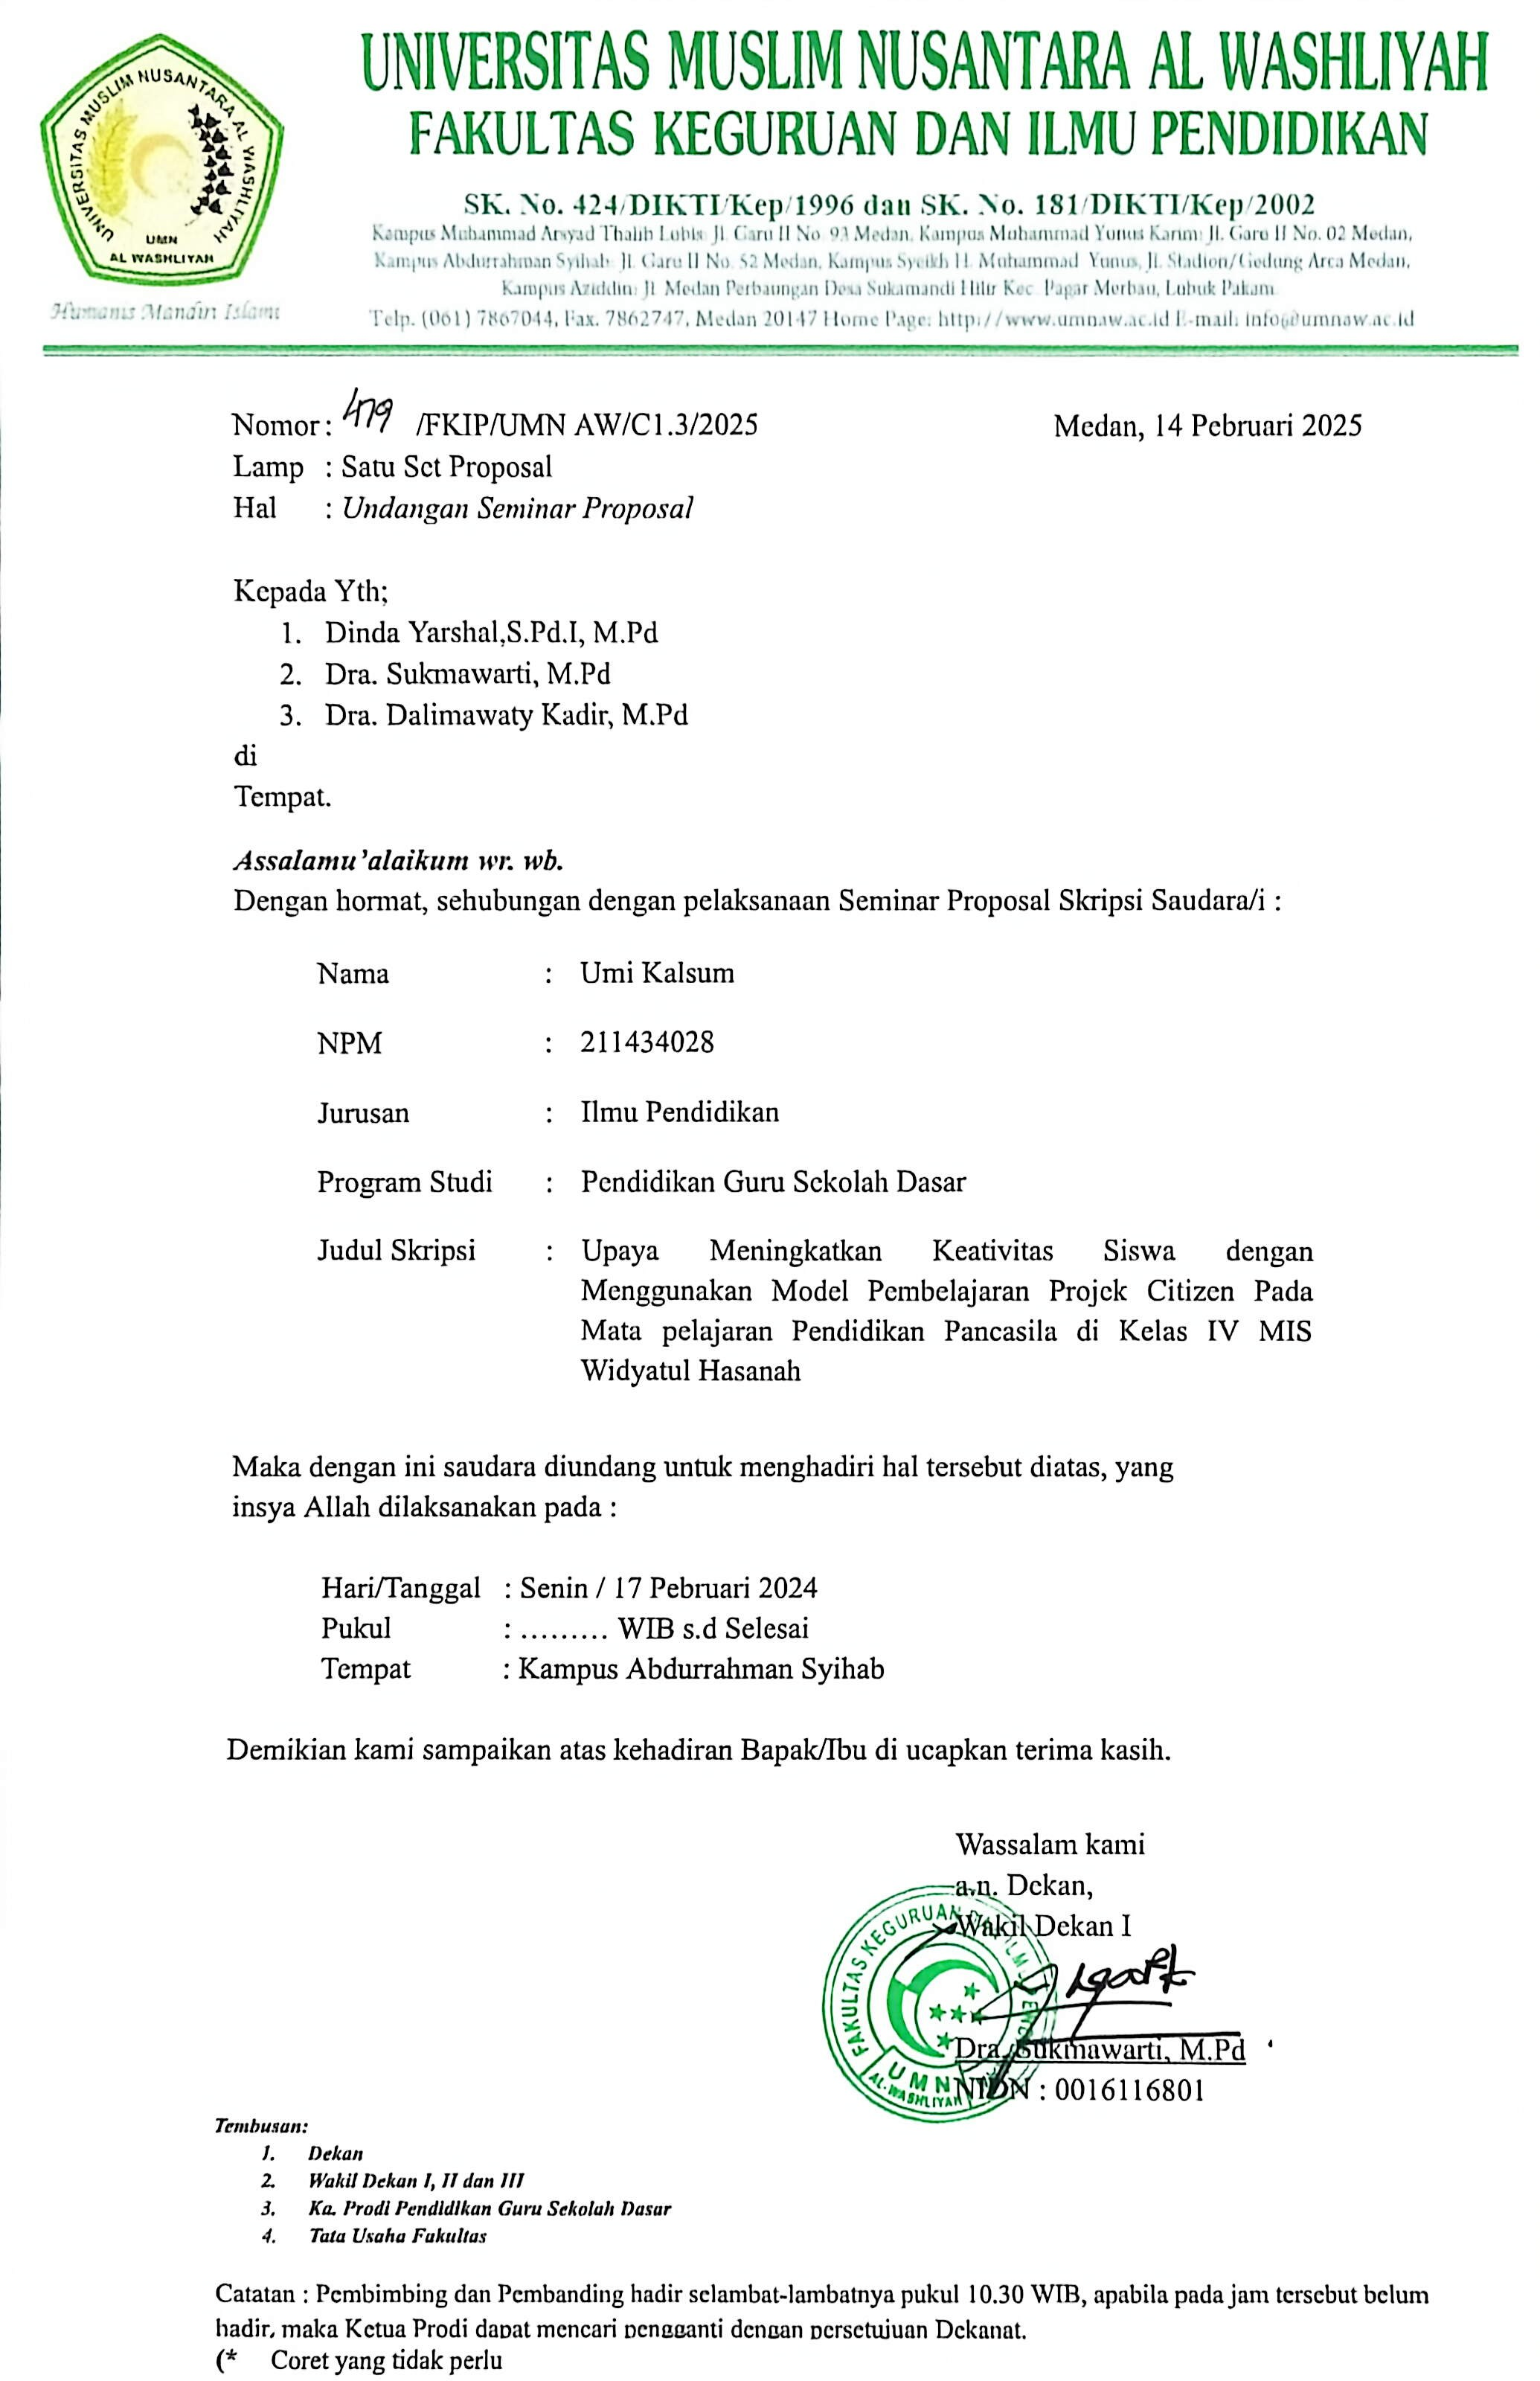 UNIVERSITAS MUSLIM NUSANTARA AL WASHLIYAH
FAKULTAS KEGURUAN DAN ILMU PENDIDIKAN
SK. No. 424/DIKTI/Kep/1996 dan SK. No. 181/DIKTI/Kep/2002
Kampus Muhammad Arsyad Thalib Lubis: Jl. Garu II No. 93 Medan, Kampus Muhammad Yunus Karim: Jl. Garu II No. 02 Medan,
Kampus Abdurrahman Syihab: Jl. Garu II No. 52 Medan, Kampus Syeikh H. Muhammad Yunus, Jl. Stadion/Gedung Arca Medan,
Kampus Aziddin: Jl. Medan Perbaungan Desa Sukamandi Hilir Kec. Pagar Merbau, Lubuk Pakam.
Telp. (061) 7867044, Fax. 7862747, Medan 20147 Home Page: http://www.umnaw.ac.id E-mail: info@umnaw.ac.id
UNIVERSITAS MUSLIM NUSANTARA AL WASHLIYAH
UMN
AL WASHLIYAH
Humanis Mandiri Islami
Nomor : 479 /FKIP/UMN AW/C1.3/2025 Medan, 14 Pebruari 2025
Lamp : Satu Set Proposal
Hal : Undangan Seminar Proposal
Kepada Yth;
1. Dinda Yarshal,S.Pd.I, M.Pd
2. Dra. Sukmawarti, M.Pd
3. Dra. Dalimawaty Kadir, M.Pd
di
Tempat.
Assalamu'alaikum wr. wb.
Dengan hormat, sehubungan dengan pelaksanaan Seminar Proposal Skripsi Saudara/i :
Nama : Umi Kalsum
NPM : 211434028
Jurusan : Ilmu Pendidikan
Program Studi : Pendidikan Guru Sekolah Dasar
Judul Skripsi : Upaya Meningkatkan Keativitas Siswa dengan
Menggunakan Model Pembelajaran Projek Citizen Pada
Mata pelajaran Pendidikan Pancasila di Kelas IV MIS
Widyatul Hasanah
Maka dengan ini saudara diundang untuk menghadiri hal tersebut diatas, yang
insya Allah dilaksanakan pada :
Hari/Tanggal : Senin / 17 Pebruari 2024
Pukul : ......... WIB s.d Selesai
Tempat : Kampus Abdurrahman Syihab
Demikian kami sampaikan atas kehadiran Bapak/Ibu di ucapkan terima kasih.
Wassalam kami
a.n. Dekan,
Wakil Dekan I
FAKULTAS KEGURUAN
UMN
AL-WASHLIYAH
Dra. Sukmawarti, M.Pd
NIDN : 0016116801
Tembusan:
1. Dekan
2. Wakil Dekan I, II dan III
3. Ka. Prodi Pendidikan Guru Sekolah Dasar
4. Tata Usaha Fakultas
Catatan : Pembimbing dan Pembanding hadir selambat-lambatnya pukul 10.30 WIB, apabila pada jam tersebut belum
hadir, maka Ketua Prodi dapat mencari pengganti dengan persetujuan Dekanat.
(* Coret yang tidak perlu